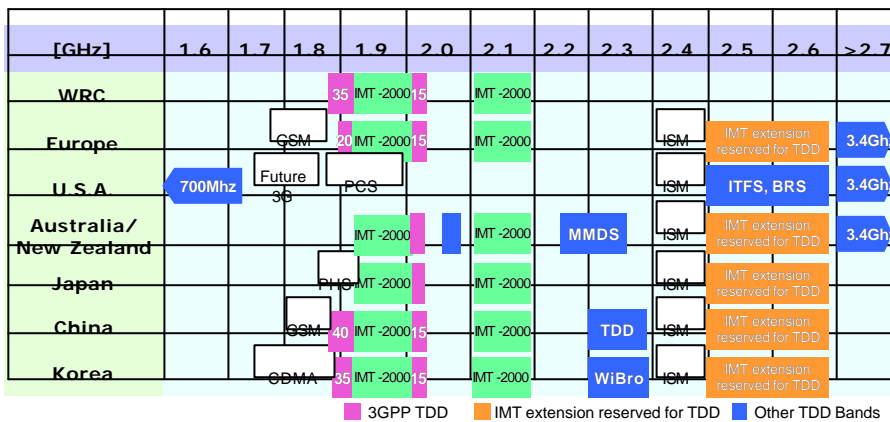 [GHz] 1.6 1.7 1.8 1.9 2.0 2.1 2.2 2.3 2.4 2.5 2.6 >2.7
WRC 35 IMT -2000 15 IMT -2000
Europe GSM 20 IMT -2000 15 IMT -2000 ISM IMT extension reserved for TDD 3.4Ghz
U.S.A. 700Mhz Future 3G PCS ISM ITFS, BRS 3.4Ghz
Australia/ New Zealand IMT -2000 IMT -2000 MMDS ISM IMT extension reserved for TDD 3.4Ghz
Japan PHS IMT -2000 IMT -2000 ISM IMT extension reserved for TDD
China GSM 40 IMT -2000 15 IMT -2000 TDD ISM IMT extension reserved for TDD
Korea CDMA 35 IMT -2000 15 IMT -2000 WiBro ISM IMT extension reserved for TDD
3GPP TDD IMT extension reserved for TDD Other TDD Bands